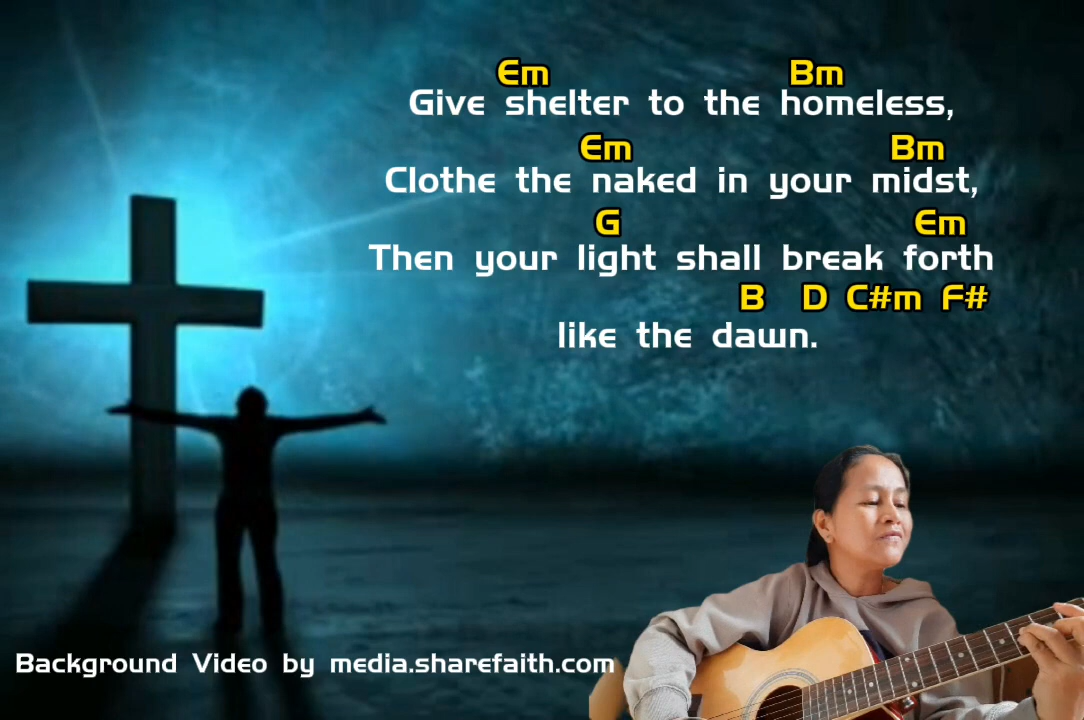 Em Bm
Give shelter to the homeless,
Em Bm
Clothe the naked in your midst,
G Em
Then your light shall break forth
B D C#m F#
like the dawn.
Background Video by media.sharefaith.com